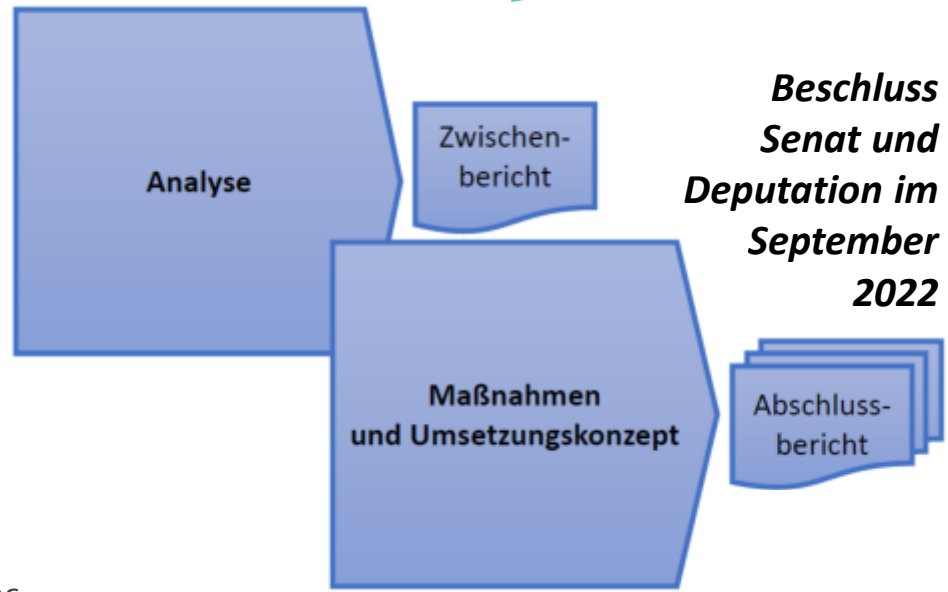 Analyse
Zwischen-
bericht
Beschluss
Senat und
Deputation im
September
2022
Maßnahmen
und Umsetzungskonzept
Abschluss-
bericht